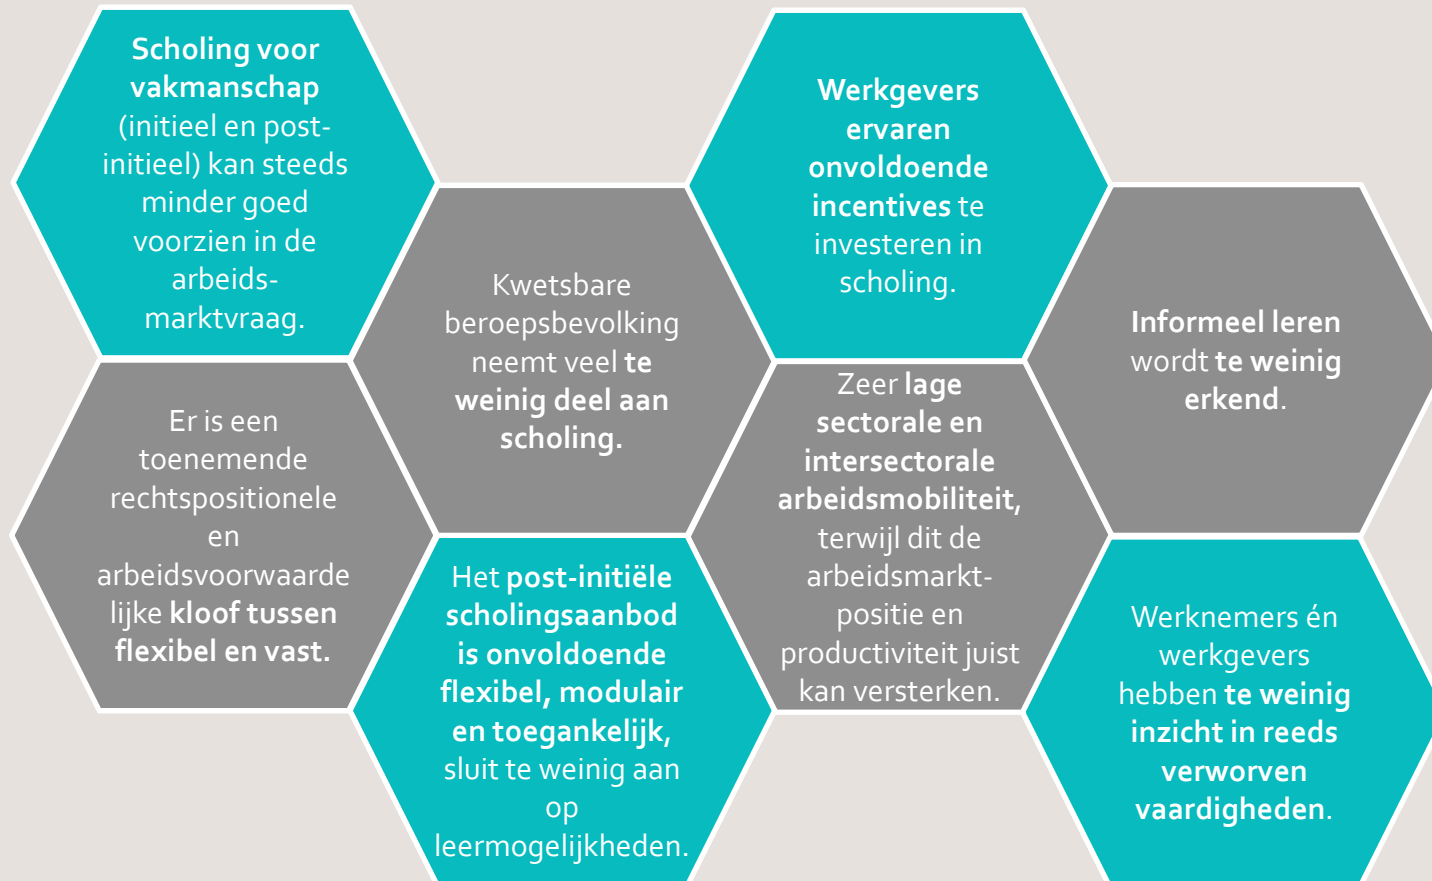 Scholing voor
vakmanschap
(initieel en post-
initieel) kan steeds
minder goed
voorzien in de
arbeids-
marktvraag.
Er is een
toenemende
rechtspositionele
en
arbeidsvoorwaarde
lijke kloof tussen
flexibel en vast.
Kwetsbare
beroepsbevolking
neemt veel te
weinig deel aan
scholing.
Het post-initiële
scholingsaanbod
is onvoldoende
flexibel, modulair
en toegankelijk,
sluit te weinig aan
op
leermogelijkheden.
Werkgevers
ervaren
onvoldoende
incentives te
investeren in
scholing.
Zeer lage
sectorale en
intersectorale
arbeidsmobiliteit,
terwijl dit de
arbeidsmarkt-
positie en
productiviteit juist
kan versterken.
Informeel leren
wordt te weinig
erkend.
Werknemers én
werkgevers
hebben te weinig
inzicht in reeds
verworven
vaardigheden.